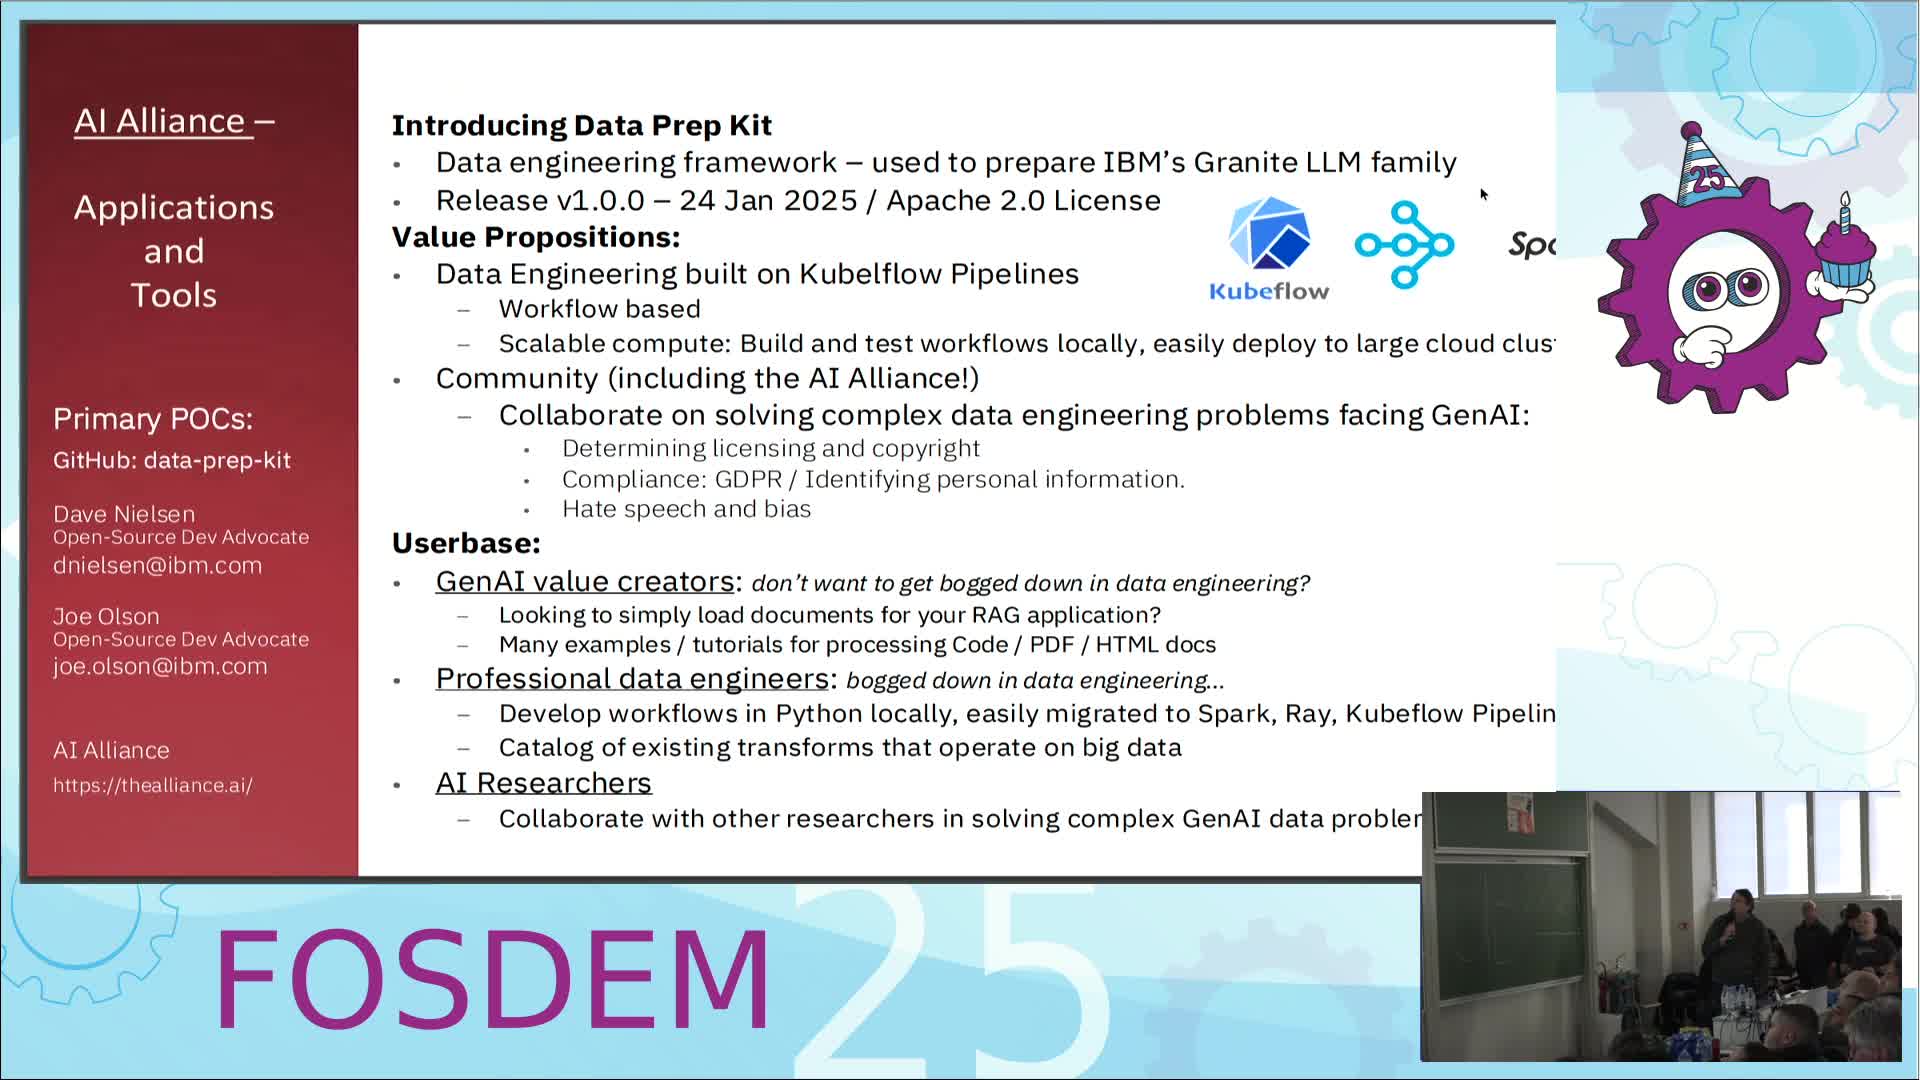 AI Alliance –
Applications
and
Tools
Primary POCs:
GitHub: data-prep-kit
Dave Nielsen
Open-Source Dev Advocate
dnielsen@ibm.com
Joe Olson
Open-Source Dev Advocate
joe.olson@ibm.com
AI Alliance
https://thealliance.ai/
Introducing Data Prep Kit
• Data engineering framework – used to prepare IBM’s Granite LLM family
• Release v1.0.0 – 24 Jan 2025 / Apache 2.0 License
Value Propositions:
• Data Engineering built on Kubelflow Pipelines
– Workflow based
– Scalable compute: Build and test workflows locally, easily deploy to large cloud clus
• Community (including the AI Alliance!)
– Collaborate on solving complex data engineering problems facing GenAI:
• Determining licensing and copyright
• Compliance: GDPR / Identifying personal information.
• Hate speech and bias
Userbase:
• GenAI value creators: don’t want to get bogged down in data engineering?
– Looking to simply load documents for your RAG application?
– Many examples / tutorials for processing Code / PDF / HTML docs
• Professional data engineers: bogged down in data engineering...
– Develop workflows in Python locally, easily migrated to Spark, Ray, Kubeflow Pipelin
– Catalog of existing transforms that operate on big data
• AI Researchers
– Collaborate with other researchers in solving complex GenAI data problem
Kubeflow
Spa
25
FOSDEM 25